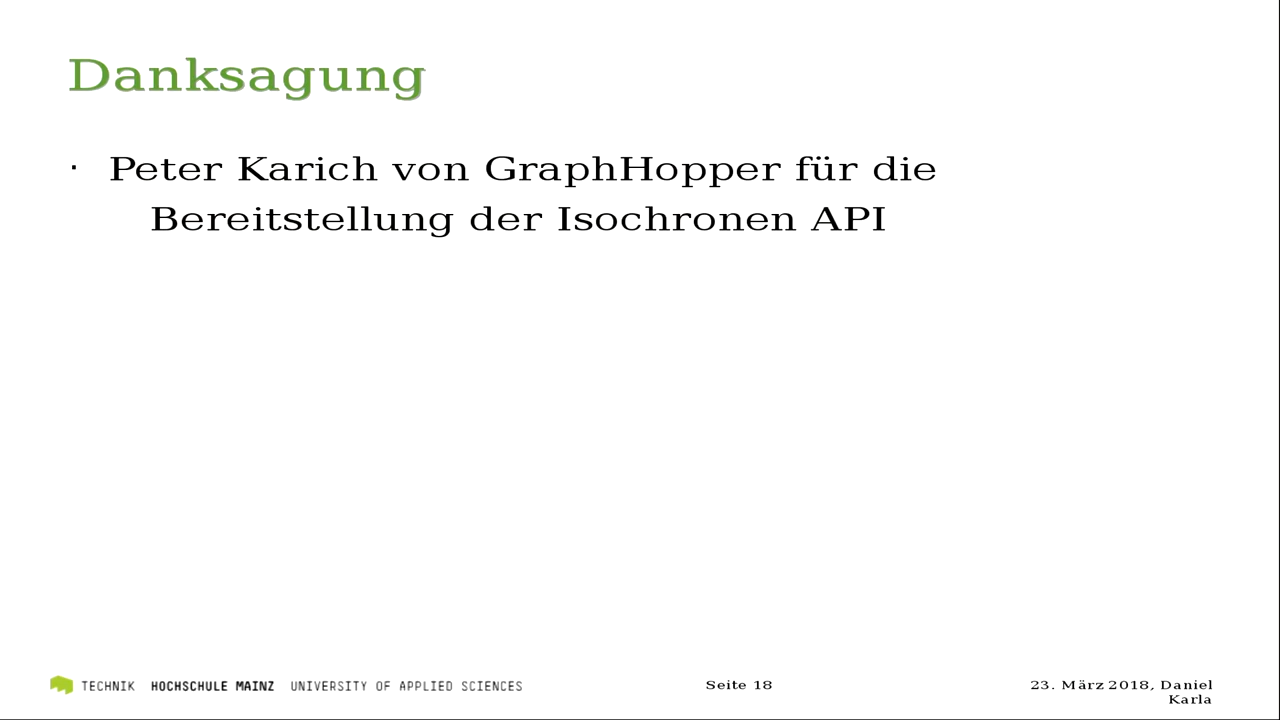 Danksagung
· Peter Karich von GraphHopper für die
Bereitstellung der Isochronen API
TECHNIK HOCHSCHULE MAINZ UNIVERSITY OF APPLIED SCIENCES
Seite 18
23. März 2018, Daniel
Karla